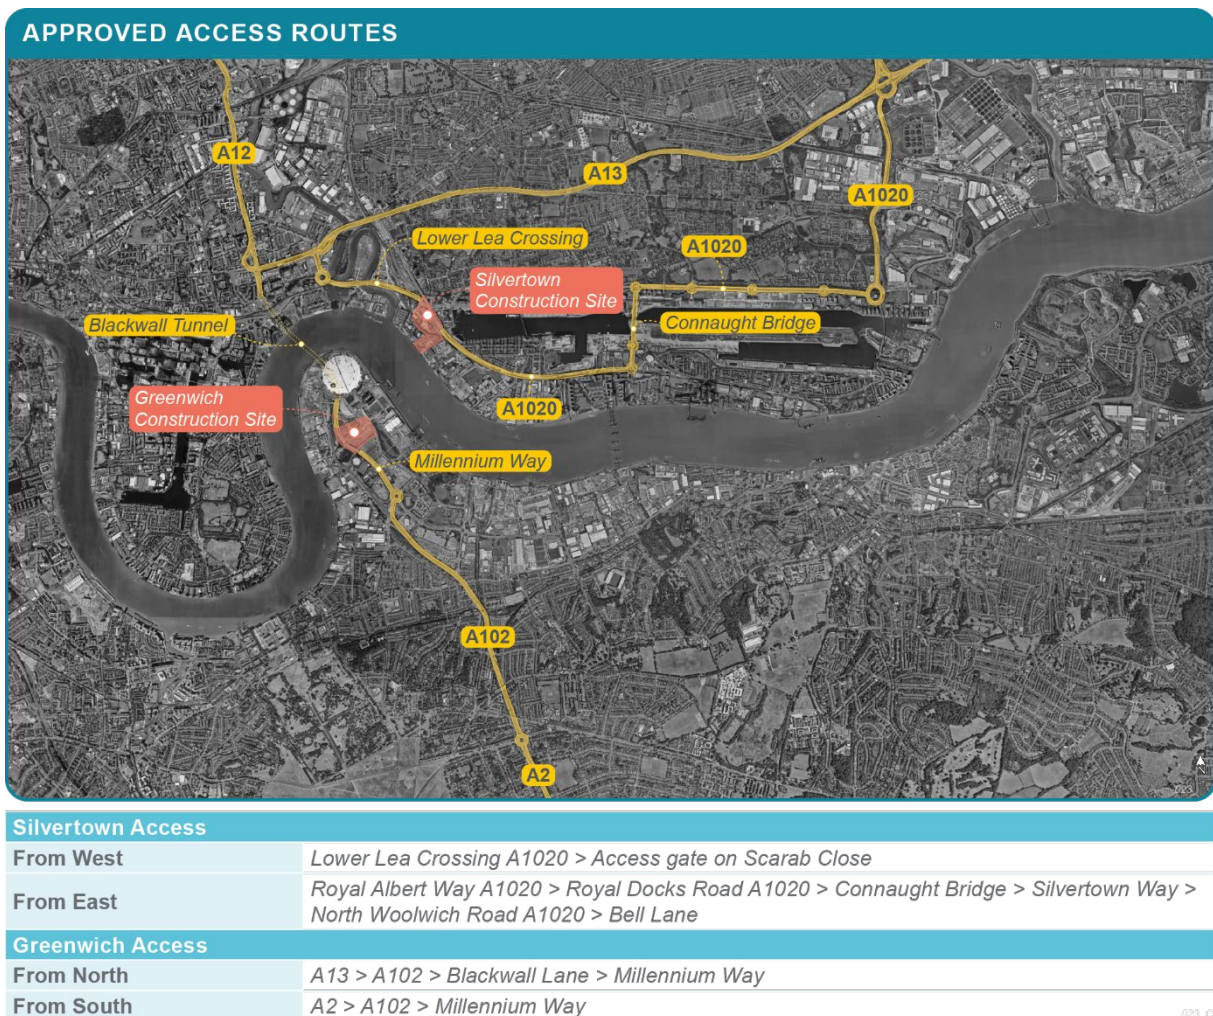 APPROVED ACCESS ROUTES
A12
A13
A1020
Lower Lea Crossing
A1020
Silvertown
Construction Site
Blackwall Tunnel
Connaught Bridge
Greenwich
Construction Site
A1020
Millennium Way
A102
A2
Silvertown Access
From West
Lower Lea Crossing A1020 > Access gate on Scarab Close
From East
Royal Albert Way A1020 > Royal Docks Road A1020 > Connaught Bridge > Silvertown Way >
North Woolwich Road A1020 > Bell Lane
Greenwich Access
From North
A13 > A102 > Blackwall Lane > Millennium Way
From South
A2 > A102 > Millennium Way